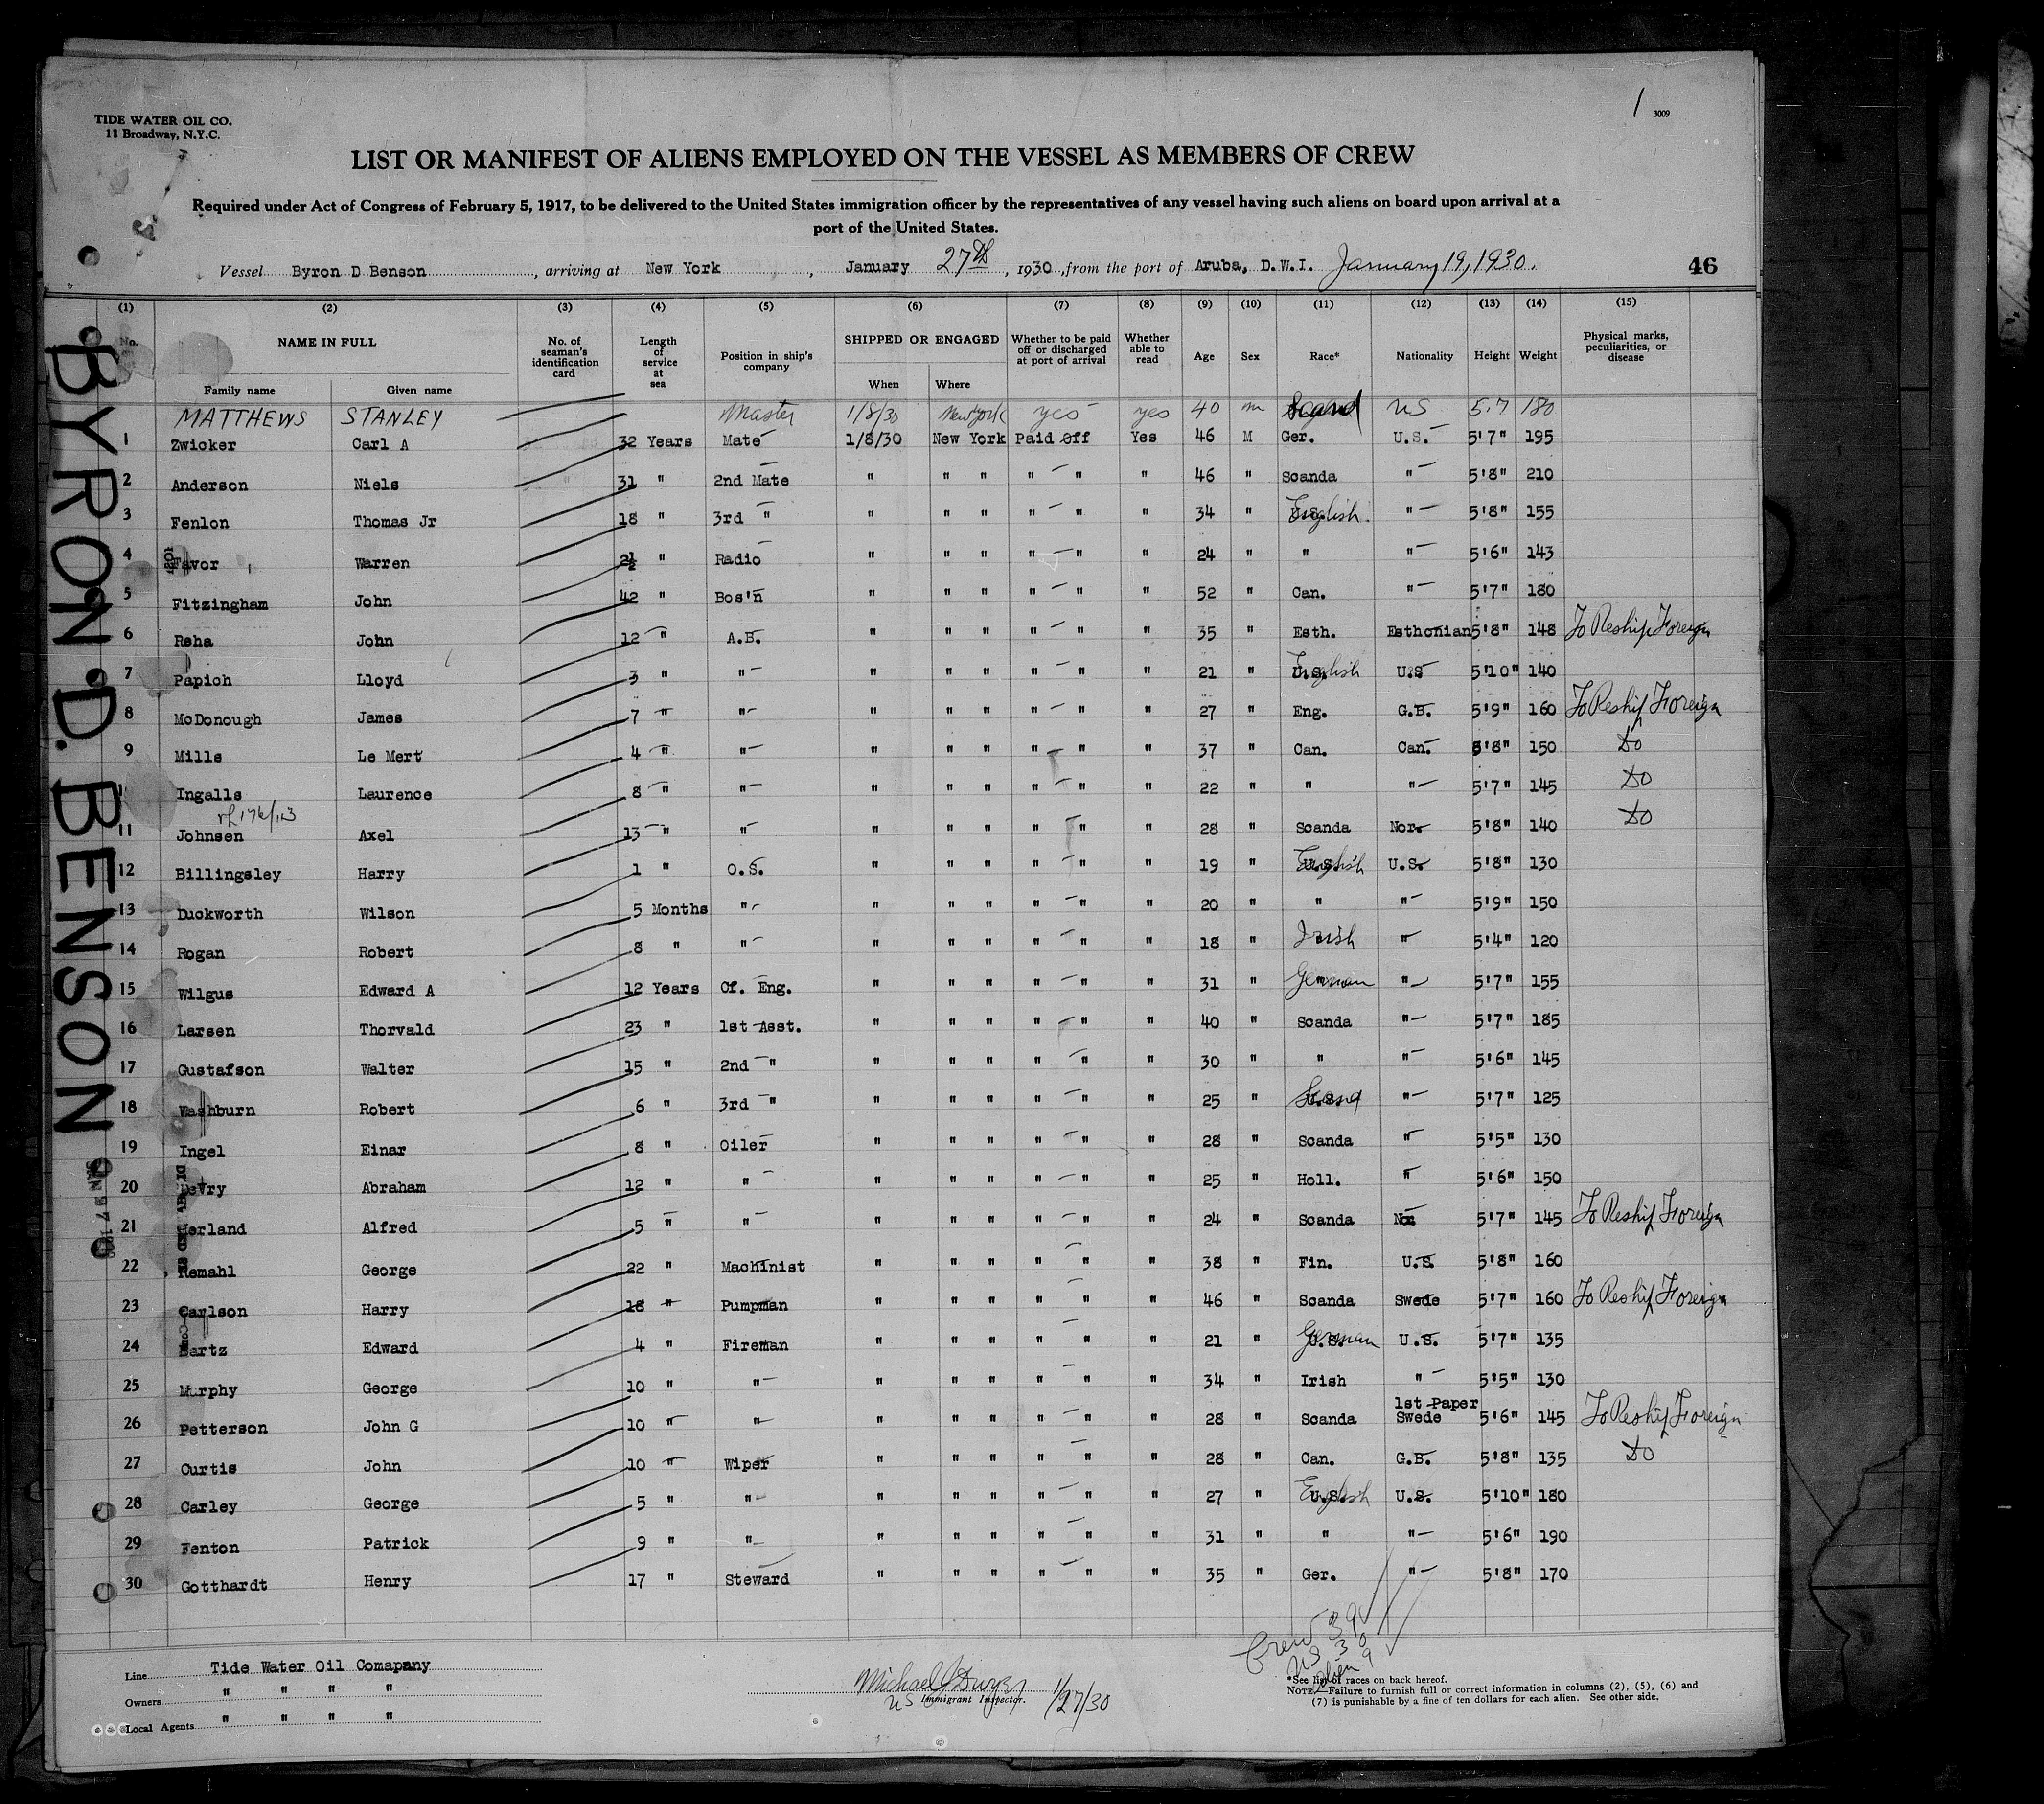 1 3009
TIDE WATER OIL CO.
11 Broadway, N.Y.C.
LIST OR MANIFEST OF ALIENS EMPLOYED ON THE VESSEL AS MEMBERS OF CREW
Required under Act of Congress of February 5, 1917, to be delivered to the United States immigration officer by the representatives of any vessel having such aliens on board upon arrival at a
port of the United States.
Vessel Byron D Benson, arriving at New York, January 27th, 1930, from the port of Aruba, D.W.I. January 19, 1930. 46
BYRON D. BENSON
(1) (2) (3) (4) (5) (6) (7) (8) (9) (10) (11) (12) (13) (14) (15)
No. NAME IN FULL Family name Given name No. of seaman's identification card Length of service at sea Position in ship's company SHIPPED OR ENGAGED When Where Whether to be paid off or discharged at port of arrival Whether able to read Age Sex Race* Nationality Height Weight Physical marks, peculiarities, or disease
MATTHEWS STANLEY Master 1/8/30 New York yes yes 40 m Scand US 5.7 180
1 Zwicker Carl A 32 Years Mate 1/8/30 New York Paid Off Yes 46 M Ger. U.S. 5'7" 195
2 Anderson Niels 31 " 2nd Mate " " " " " " 46 " Scanda " 5'8" 210
3 Fenlon Thomas Jr 18 " 3rd " " " " " " " 34 " English " 5'8" 155
4 Favor Warren 2½ " Radio " " " " " " 24 " " " 5'6" 143
5 Fitzingham John 42 " Bos'n " " " " " " 52 " Can. " 5'7" 180
6 Reha John 12 " A.B. " " " " " " 35 " Esth. Esthonian 5'8" 148 To Reship Foreign
7 Papich Lloyd 3 " " " " " " " " 21 " English U.S 5'10" 140
8 McDonough James 7 " " " " " " " " 27 " Eng. G.B. 5'9" 160 To Reship Foreign
9 Mills Le Mert 4 " " " " " " " " 37 " Can. Can. 5'8" 150 Do
Ingalls Laurence 8 " " " " " " " " 22 " " " 5'7" 145 Do
11 Johnsen Axel 13 " " " " " " " " 28 " Scanda Nor. 5'8" 140 Do
12 Billingsley Harry 1 " O.S. " " " " " " 19 " English U.S. 5'8" 130
13 Duckworth Wilson 5 Months " " " " " " " 20 " " " 5'9" 150
14 Rogan Robert 8 " " " " " " " " 18 " Irish " 5'4" 120
15 Wilgus Edward A 12 Years Cf. Eng. " " " " " " 31 " German " 5'7" 155
16 Larsen Thorvald 23 " 1st Asst. " " " " " " 40 " Scanda " 5'7" 185
17 Gustafson Walter 15 " 2nd " " " " " " " 30 " " " 5'6" 145
18 Washburn Robert 6 " 3rd " " " " " " " 25 " Scand " 5'7" 125
19 Ingel Einar 8 " Oiler " " " " " " 28 " Scanda " 5'5" 130
20 DeVry Abraham 12 " " " " " " " " 25 " Holl. " 5'6" 150
21 Alfred 5 " " " " " " " " 24 " Scanda Nor 5'7" 145 To Reship Foreign
22 Remahl George 22 " Machinist " " " " " " 38 " Fin. U.S. 5'8" 160
23 Carlson Harry 18 " Pumpman " " " " " " 46 " Scanda Swede 5'7" 160 To Reship Foreign
24 Edward 4 " Fireman " " " " " " 21 " German U.S. 5'7" 135
25 Murphy George 10 " " " " " " " " 34 " Irish " 5'5" 130
26 Petterson John G 10 " " " " " " " " 28 " Scanda 1st Paper Swede 5'6" 145 To Reship Foreign
27 Curtis John 10 " Wiper " " " " " " 28 " Can. G.B. 5'8" 135 Do
28 Carley George 5 " " " " " " " " 27 " English U.S. 5'10" 180
29 Fenton Patrick 9 " " " " " " " " 31 " " " 5'6" 190
30 Gotthardt Henry 17 " Steward " " " " " " 35 " Ger. " 5'8" 170
Crew 39
US 30
Alien 9
Line Tide Water Oil Comapany
Owners " " " "
Local Agents " " " "
Michael J Dwyer
US Immigrant Inspector. 1/27/30
*See list of races on back hereof.
NOTE.—Failure to furnish full or correct information in columns (2), (5), (6) and
(7) is punishable by a fine of ten dollars for each alien. See other side.